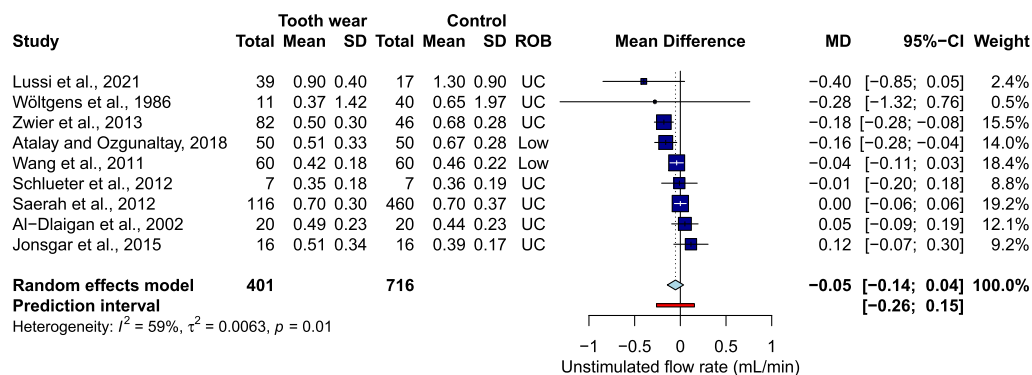 Tooth wear Control
Study Total Mean SD Total Mean SD ROB Mean Difference MD 95%−CI Weight
Lussi et al., 2021 39 0.90 0.40 17 1.30 0.90 UC −0.40 [−0.85; 0.05] 2.4%
Wöltgens et al., 1986 11 0.37 1.42 40 0.65 1.97 UC −0.28 [−1.32; 0.76] 0.5%
Zwier et al., 2013 82 0.50 0.30 46 0.68 0.28 UC −0.18 [−0.28; −0.08] 15.5%
Atalay and Ozgunaltay, 2018 50 0.51 0.33 50 0.67 0.28 Low −0.16 [−0.28; −0.04] 14.0%
Wang et al., 2011 60 0.42 0.18 60 0.46 0.22 Low −0.04 [−0.11; 0.03] 18.4%
Schlueter et al., 2012 7 0.35 0.18 7 0.36 0.19 UC −0.01 [−0.20; 0.18] 8.8%
Saerah et al., 2012 116 0.70 0.30 460 0.70 0.37 UC 0.00 [−0.06; 0.06] 19.2%
Al−Dlaigan et al., 2002 20 0.49 0.23 20 0.44 0.23 UC 0.05 [−0.09; 0.19] 12.1%
Jonsgar et al., 2015 16 0.51 0.34 16 0.39 0.17 UC 0.12 [−0.07; 0.30] 9.2%
Random effects model 401 716 −0.05 [−0.14; 0.04] 100.0%
Prediction interval [−0.26; 0.15]
Heterogeneity: I² = 59%, τ² = 0.0063, p = 0.01
−1 −0.5 0 0.5 1
Unstimulated flow rate (mL/min)